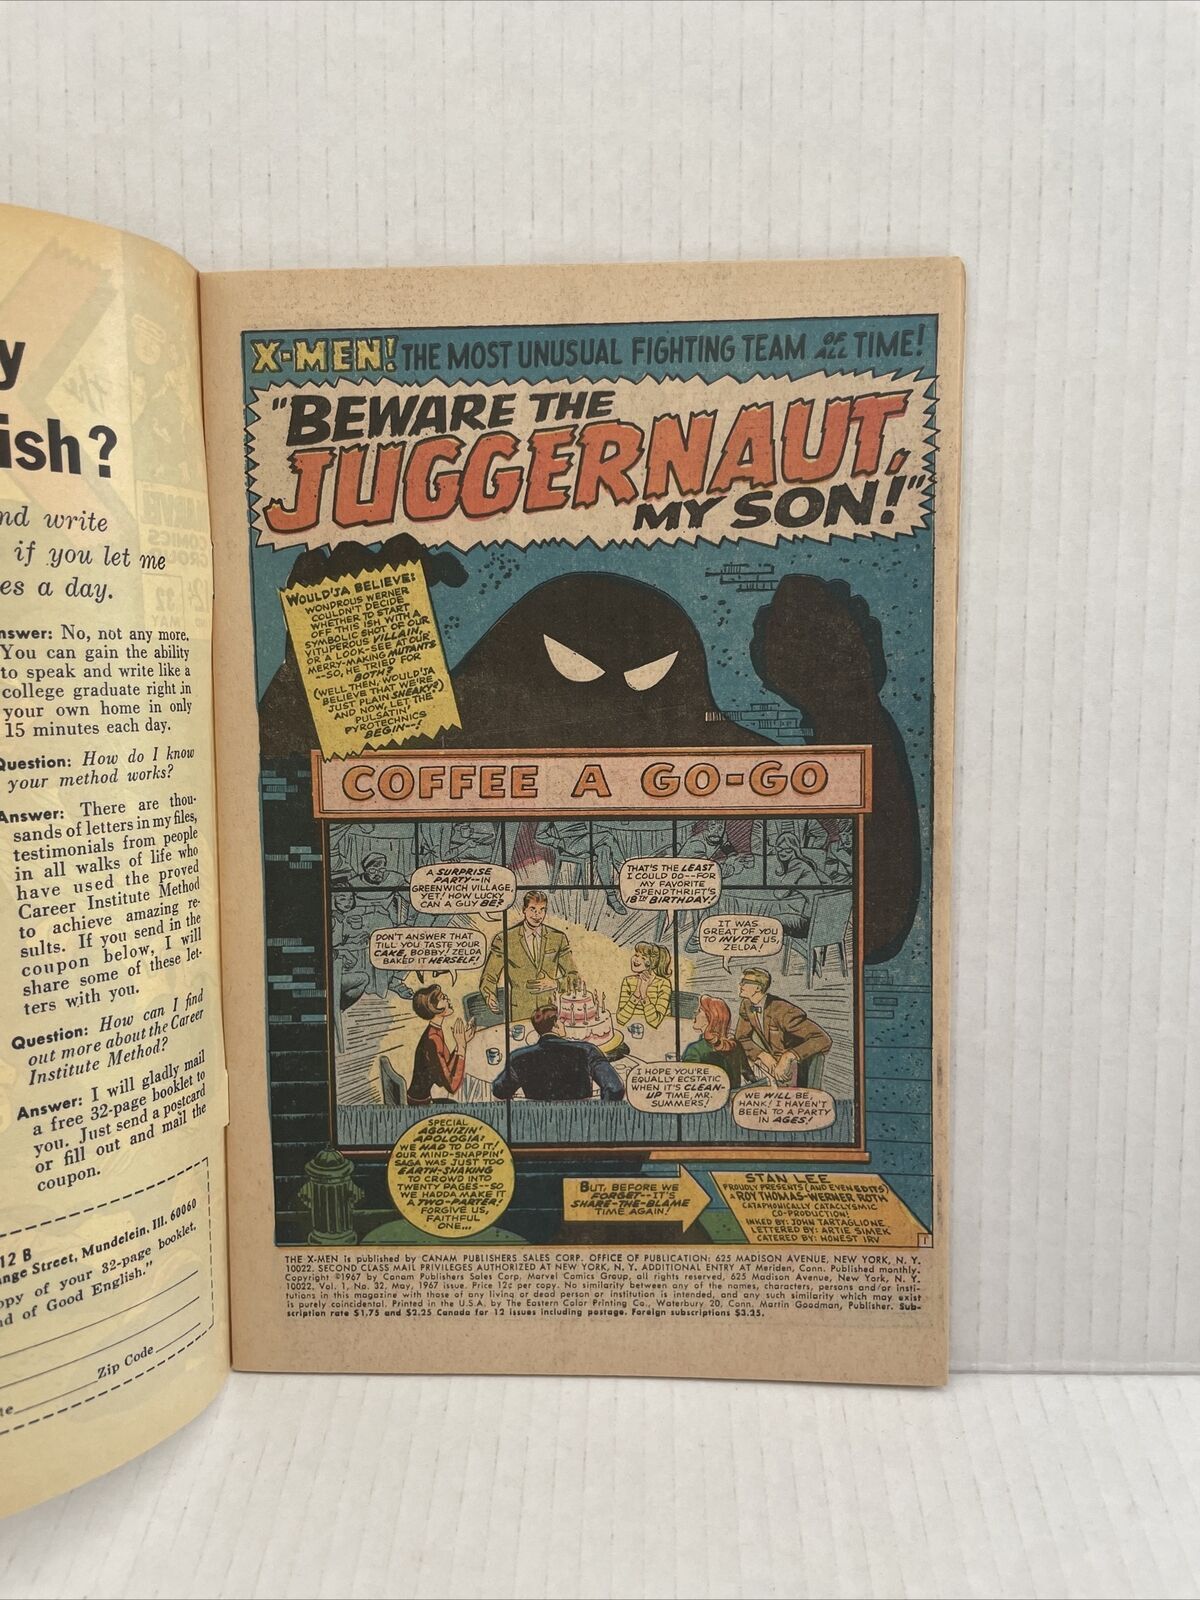 y
ish?
nd write
if you let me
es a day.
nswer: No, not any more.
You can gain the ability
to speak and write like a
college graduate right in
your own home in only
15 minutes each day.
Question: How do I know
your method works?
Answer: There are thou-
sands of letters in my files,
testimonials from people
in all walks of life who
have used the proved
Career Institute Method
to achieve amazing re-
sults. If you send in the
coupon below, I will
share some of these let-
ters with you.
Question: How can I find
out more about the Career
Institute Method?
Answer: I will gladly mail
a free 32-page booklet to
you. Just send a postcard
or fill out and mail the
coupon.
12 B
nge Street, Mundelein, Ill. 60060
opy of your 32-page booklet,
nd of Good English."
Zip Code
X-MEN! THE MOST UNUSUAL FIGHTING TEAM OF ALL TIME!
"BEWARE THE
JUGGERNAUT,
MY SON!"
WOULD'JA BELIEVE:
WONDROUS WERNER
COULDN'T DECIDE
WHETHER TO START
OFF THIS ISH WITH A
SYMBOLIC SHOT OF OUR
VITUPEROUS VILLAIN,
OR A LOOK-SEE AT OUR
MERRY-MAKING MUTANTS
--SO, HE TRIED FOR
BOTH?
(WELL THEN, WOULD'JA
BELIEVE THAT WE'RE
JUST PLAIN SNEAKY?)
AND NOW, LET THE
PULSATIN'
PYROTECHNICS
BEGIN--!
COFFEE A GO-GO
A SURPRISE
PARTY--IN
GREENWICH VILLAGE,
YET! HOW LUCKY
CAN A GUY BE?
THAT'S THE LEAST
I COULD DO--FOR
MY FAVORITE
SPENDTHRIFT'S
18TH BIRTHDAY!
DON'T ANSWER THAT
TILL YOU TASTE YOUR
CAKE, BOBBY! ZELDA
BAKED IT HERSELF!
IT WAS
GREAT OF YOU
TO INVITE US,
ZELDA!
I HOPE YOU'RE
EQUALLY ECSTATIC
WHEN IT'S CLEAN-
UP TIME, MR.
SUMMERS!
WE WILL BE,
HANK! I HAVEN'T
BEEN TO A PARTY
IN AGES!
SPECIAL
AGONIZIN'
APOLOGIA:
WE HAD TO DO IT!
OUR MIND-SNAPPIN'
SAGA WAS JUST TOO
EARTH-SHAKING
TO CROWD INTO
TWENTY PAGES--SO
WE HADDA MAKE IT
A TWO-PARTER!
FORGIVE US,
FAITHFUL
ONE...
BUT, BEFORE WE
FORGET--IT'S
SHARE-THE-BLAME
TIME AGAIN!
STAN LEE
PROUDLY PRESENTS (AND EVEN EDITS)
A ROY THOMAS-WERNER ROTH
CATAPHONICALLY CATACLYSMIC
CO-PRODUCTION!
INKED BY: JOHN TARTAGLIONE
LETTERED BY: ARTIE SIMEK
CATERED BY: HONEST IRV
1
THE X-MEN is published by CANAM PUBLISHERS SALES CORP. OFFICE OF PUBLICATION: 625 MADISON AVENUE, NEW YORK, N. Y.
10022. SECOND CLASS MAIL PRIVILEGES AUTHORIZED AT NEW YORK, N. Y. ADDITIONAL ENTRY AT Meriden, Conn. Published monthly.
Copyright ©1967 by Canam Publishers Sales Corp, Marvel Comics Group, all rights reserved, 625 Madison Avenue, New York, N. Y.
10022, Vol. 1, No. 32, May, 1967 issue. Price 12¢ per copy. No similarity between any of the names, characters, persons and/or insti-
tutions in this magazine with those of any living or dead person or institution is intended, and any such similarity which may exist
is purely coincidental. Printed in the U.S.A. by The Eastern Color Printing Co., Waterbury 20, Conn. Martin Goodman, Publisher. Sub-
scription rate $1.75 and $2.25 Canada for 12 issues including postage. Foreign subscriptions $3.25.